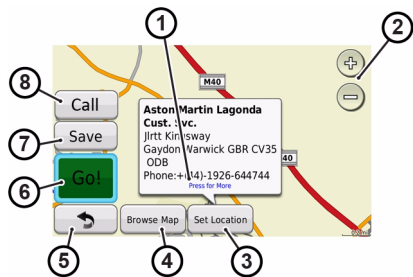 1
2
8
Call
M40
Aston Martin Lagonda
Cust. Svc.
Jlrtt Kingsway
Gaydon Warwick GBR CV35
ODB
Phone:+(44)-1926-644744
Press for More
40
7
Save
6
Go!
Browse Map
Set Location
5
4
3